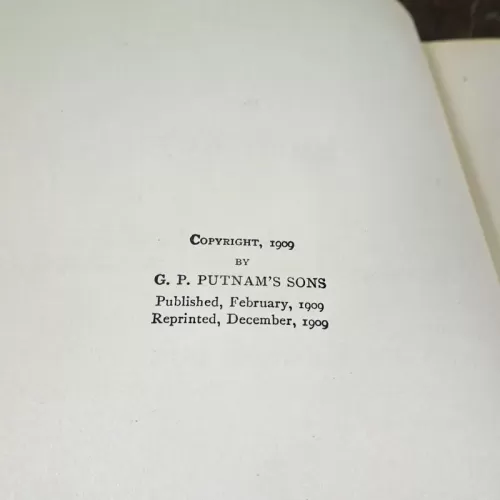 COPYRIGHT, 1909
BY
G. P. PUTNAM'S SONS
Published, February, 1909
Reprinted, December, 1909